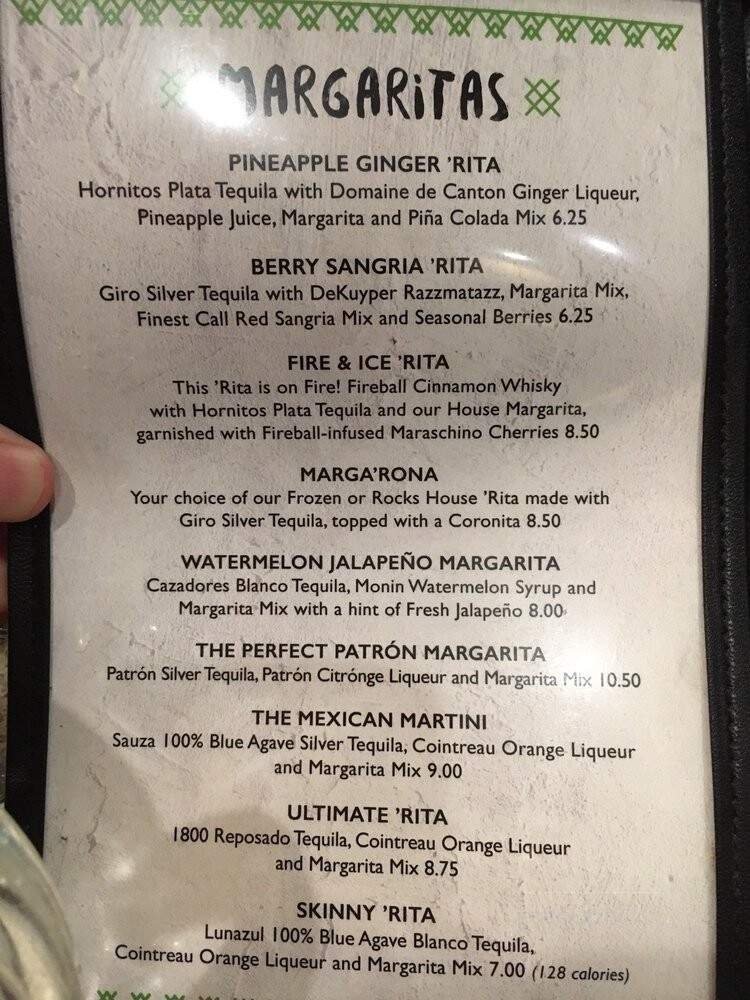 MARGARiTAS
PINEAPPLE GINGER 'RITA
Hornitos Plata Tequila with Domaine de Canton Ginger Liqueur,
Pineapple Juice, Margarita and Piña Colada Mix 6.25
BERRY SANGRIA 'RITA
Giro Silver Tequila with DeKuyper Razzmatazz, Margarita Mix,
Finest Call Red Sangria Mix and Seasonal Berries 6.25
FIRE & ICE 'RITA
This 'Rita is on Fire! Fireball Cinnamon Whisky
with Hornitos Plata Tequila and our House Margarita,
garnished with Fireball-infused Maraschino Cherries 8.50
MARGA'RONA
Your choice of our Frozen or Rocks House 'Rita made with
Giro Silver Tequila, topped with a Coronita 8.50
WATERMELON JALAPEÑO MARGARITA
Cazadores Blanco Tequila, Monin Watermelon Syrup and
Margarita Mix with a hint of Fresh Jalapeño 8.00
THE PERFECT PATRÓN MARGARITA
Patrón Silver Tequila, Patrón Citrónge Liqueur and Margarita Mix 10.50
THE MEXICAN MARTINI
Sauza 100% Blue Agave Silver Tequila, Cointreau Orange Liqueur
and Margarita Mix 9.00
ULTIMATE 'RITA
1800 Reposado Tequila, Cointreau Orange Liqueur
and Margarita Mix 8.75
SKINNY 'RITA
Lunazul 100% Blue Agave Blanco Tequila,
Cointreau Orange Liqueur and Margarita Mix 7.00 (128 calories)